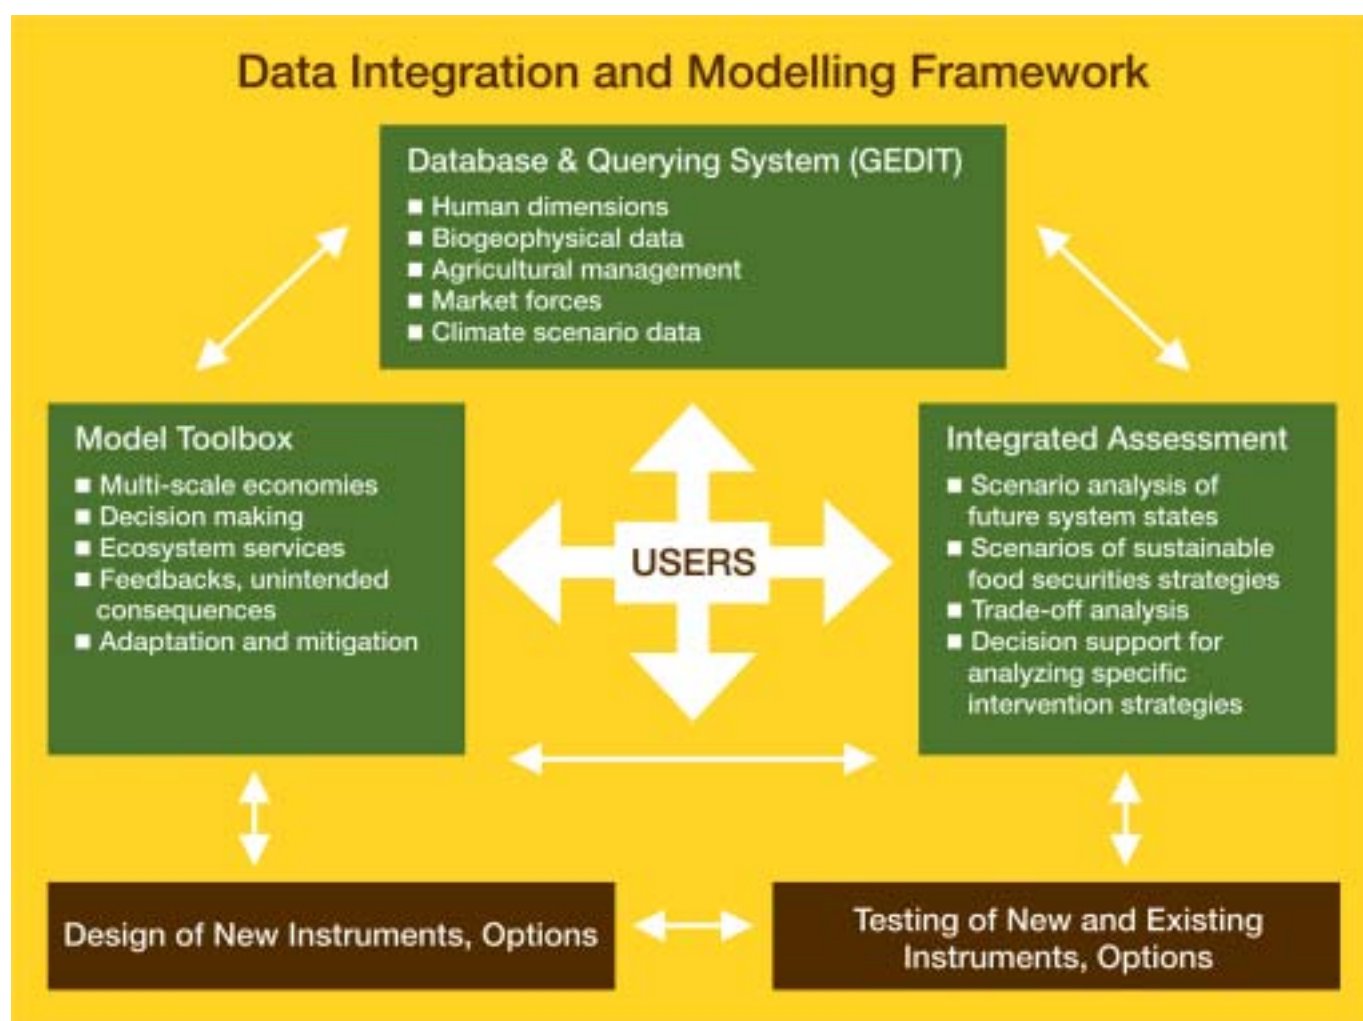 Data Integration and Modelling Framework
Database & Querying System (GEDIT)
■ Human dimensions
■ Biogeophysical data
■ Agricultural management
■ Market forces
■ Climate scenario data
Model Toolbox
■ Multi-scale economies
■ Decision making
■ Ecosystem services
■ Feedbacks, unintended
consequences
■ Adaptation and mitigation
USERS
Integrated Assessment
■ Scenario analysis of
future system states
■ Scenarios of sustainable
food securities strategies
■ Trade-off analysis
■ Decision support for
analyzing specific
intervention strategies
Design of New Instruments, Options
Testing of New and Existing
Instruments, Options